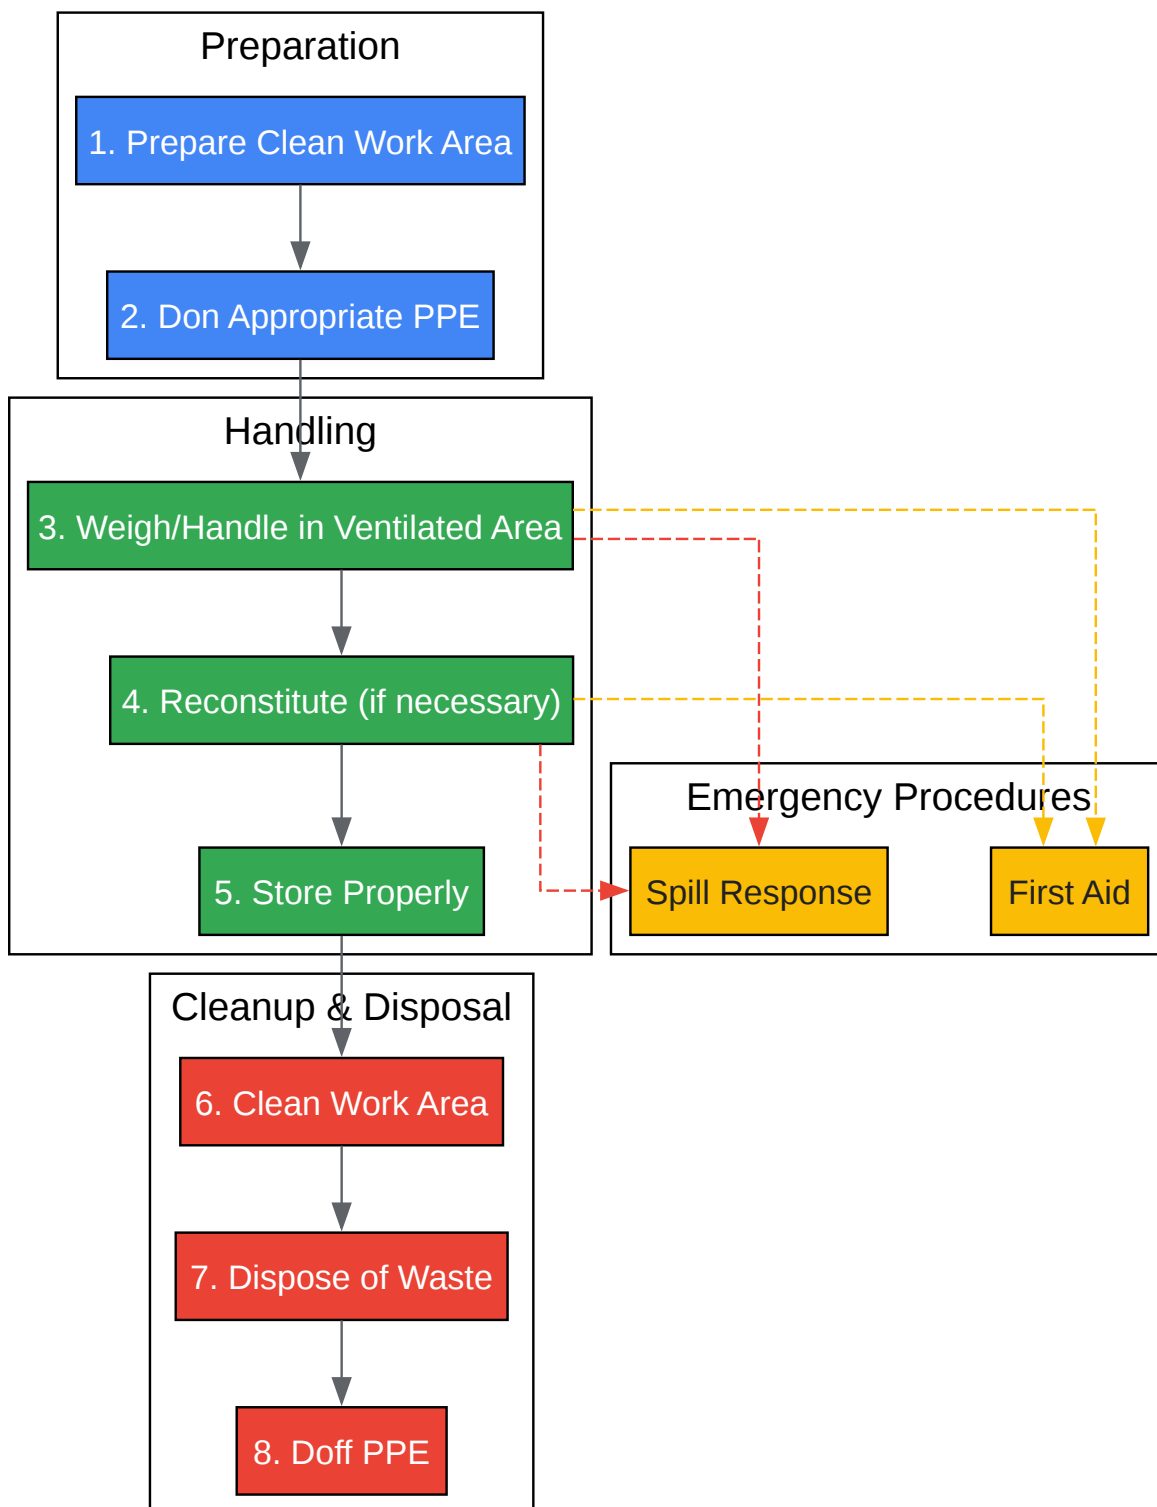 Preparation
1. Prepare Clean Work Area
2. Don Appropriate PPE
Handling
3. Weigh/Handle in Ventilated Area
4. Reconstitute (if necessary)
5. Store Properly
Emergency Procedures
Spill Response
First Aid
Cleanup & Disposal
6. Clean Work Area
7. Dispose of Waste
8. Doff PPE